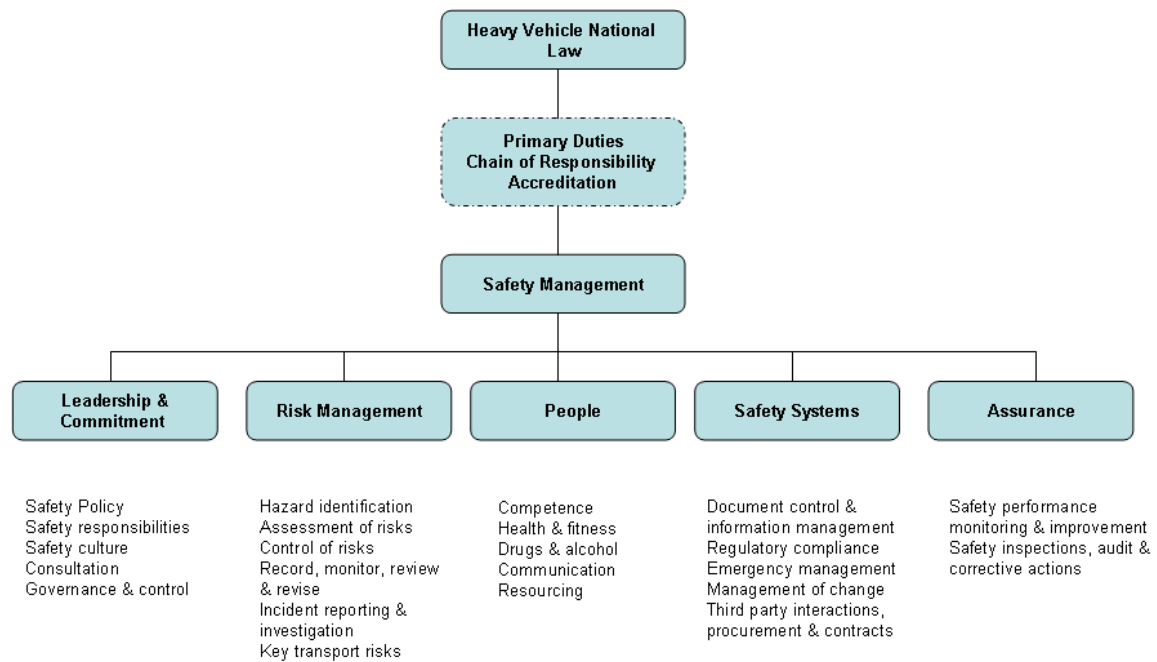 Heavy Vehicle National
Law
Primary Duties
Chain of Responsibility
Accreditation
Safety Management
Leadership &
Commitment
Risk Management
People
Safety Systems
Assurance
Safety Policy
Safety responsibilities
Safety culture
Consultation
Governance & control
Hazard identification
Assessment of risks
Control of risks
Record, monitor, review
& revise
Incident reporting &
investigation
Key transport risks
Competence
Health & fitness
Drugs & alcohol
Communication
Resourcing
Document control &
information management
Regulatory compliance
Emergency management
Management of change
Third party interactions,
procurement & contracts
Safety performance
monitoring & improvement
Safety inspections, audit &
corrective actions